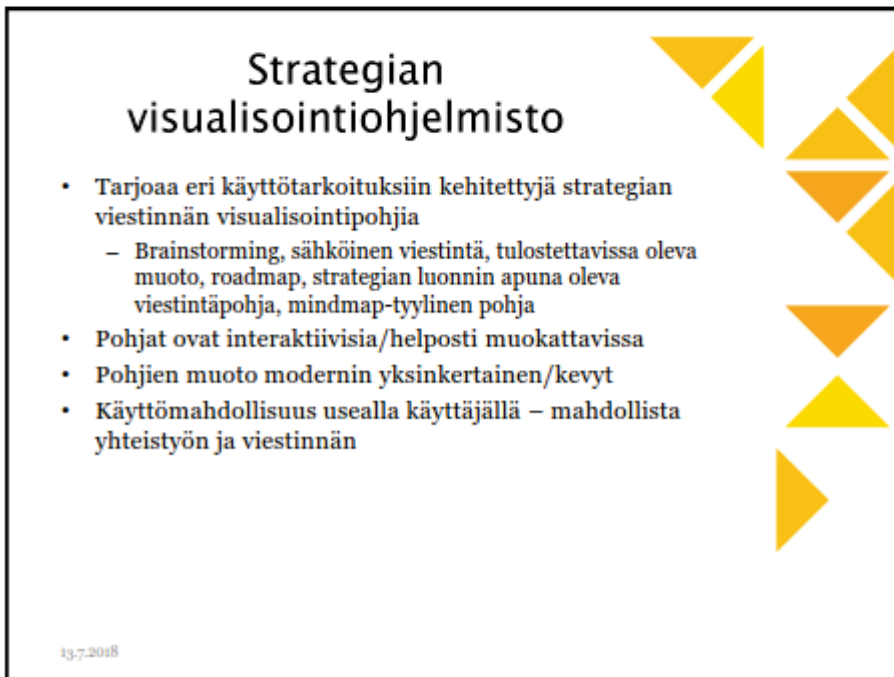 Strategian
visualisointiohjelmisto
• Tarjoaa eri käyttötarkoituksiin kehitettyjä strategian
viestinnän visualisointipohjia
– Brainstorming, sähköinen viestintä, tulostettavissa oleva
muoto, roadmap, strategian luonnin apuna oleva
viestintäpohja, mindmap-tyylinen pohja
• Pohjat ovat interaktiivisia/helposti muokattavissa
• Pohjien muoto modernin yksinkertainen/kevyt
• Käyttömahdollisuus usealla käyttäjällä – mahdollista
yhteistyön ja viestinnän
13.7.2018